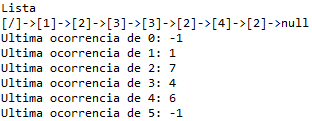 Lista
[/]->[1]->[2]->[3]->[3]->[2]->[4]->[2]->null
Ultima ocorrencia de 0: -1
Ultima ocorrencia de 1: 1
Ultima ocorrencia de 2: 7
Ultima ocorrencia de 3: 4
Ultima ocorrencia de 4: 6
Ultima ocorrencia de 5: -1